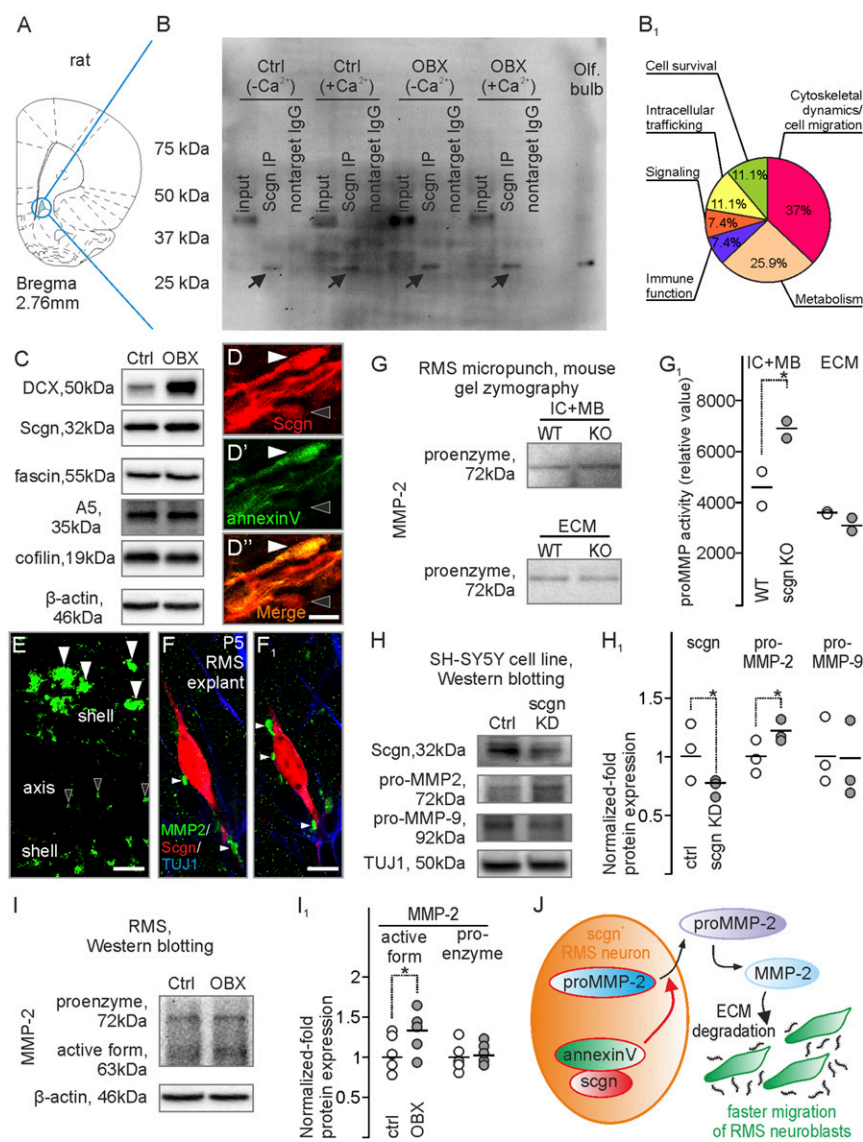 A
rat
Bregma
2.76mm
B
Ctrl
(-Ca²⁺)
Ctrl
(+Ca²⁺)
OBX
(-Ca²⁺)
OBX
(+Ca²⁺)
Olf.
bulb
input
Scgn IP
nontarget IgG
input
Scgn IP
nontarget IgG
input
Scgn IP
nontarget IgG
input
Scgn IP
nontarget IgG
75 kDa
50 kDa
37 kDa
25 kDa
B₁
Cell survival
Intracellular
trafficking
Signaling
Immune
function
Cytoskeletal
dynamics/
cell migration
Metabolism
11.1%
11.1%
7.4%
7.4%
37%
25.9%
C
Ctrl OBX
DCX,50kDa
Scgn,32kDa
fascin,55kDa
A5,
35kDa
cofilin,19kDa
β-actin,
46kDa
D
Scgn
D'
annexinV
D''
Merge
E
shell
axis
shell
F
P5
RMS
explant
MMP2/
Scgn/
TUJ1
F₁
G
RMS micropunch, mouse
gel zymography
IC+MB
WT KO
proenzyme,
72kDa
MMP-2
ECM
WT KO
proenzyme,
72kDa
G₁
IC+MB ECM
*
proMMP activity (relative value)
8000
6000
4000
2000
WT
scgn KO
H
SH-SY5Y cell line,
Western blotting
Ctrl
scgn
KD
Scgn,32kDa
pro-MMP2,
72kDa
pro-MMP-9,
92kDa
TUJ1, 50kDa
H₁
scgn
pro-
MMP-2
pro-
MMP-9
*
*
Normalized-fold
protein expression
1.5
1
0.5
ctrl
scgn KD
I
RMS,
Western blotting
Ctrl OBX
MMP-2
proenzyme,
72kDa
active form,
63kDa
β-actin, 46kDa
I₁
MMP-2
active
form
pro-
enzyme
*
Normalized-fold
protein expression
2
1.5
1
0.5
ctrl
OBX
J
scgn⁺
RMS neuron
proMMP-2
proMMP-2
MMP-2
ECM
degradation
annexinV
scgn
faster migration
of RMS neuroblasts